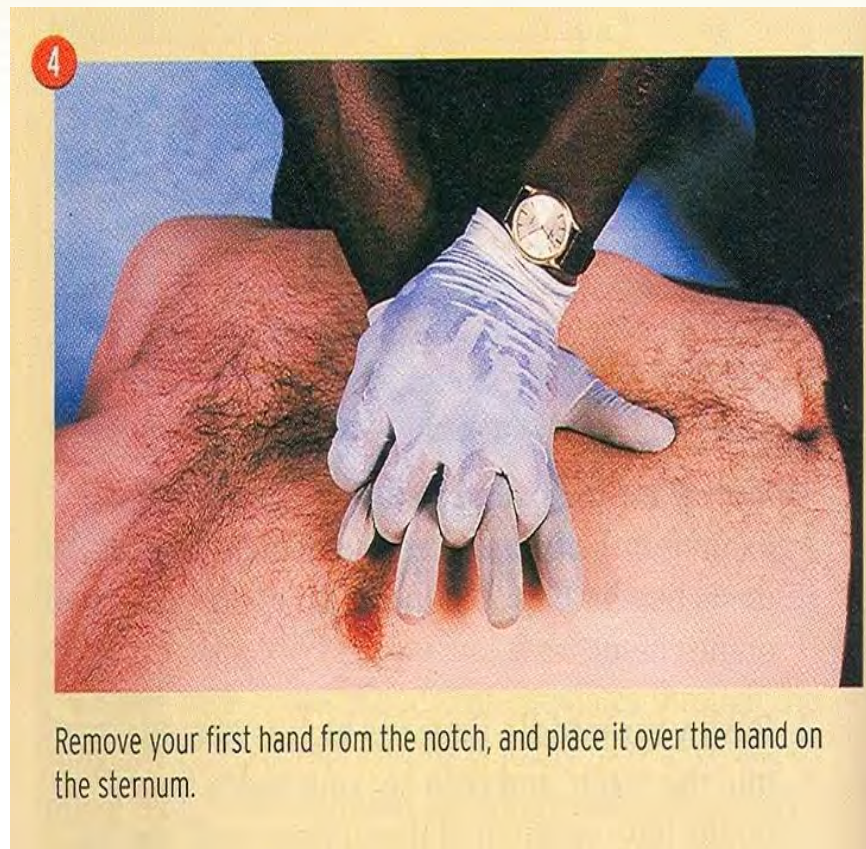 4
Remove your first hand from the notch, and place it over the hand on
the sternum.